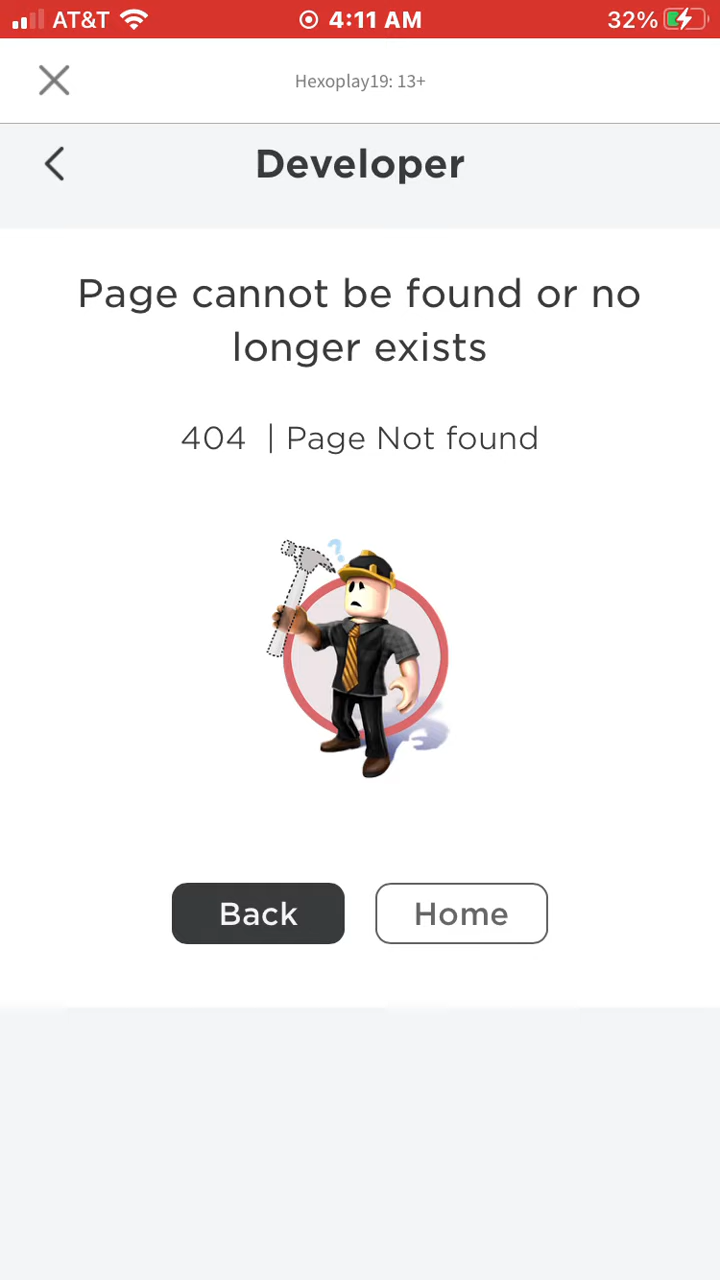 AT&T 4:11 AM 32%
Hexoplay19: 13+
Developer
Page cannot be found or no
longer exists
404 | Page Not found
?
Back Home